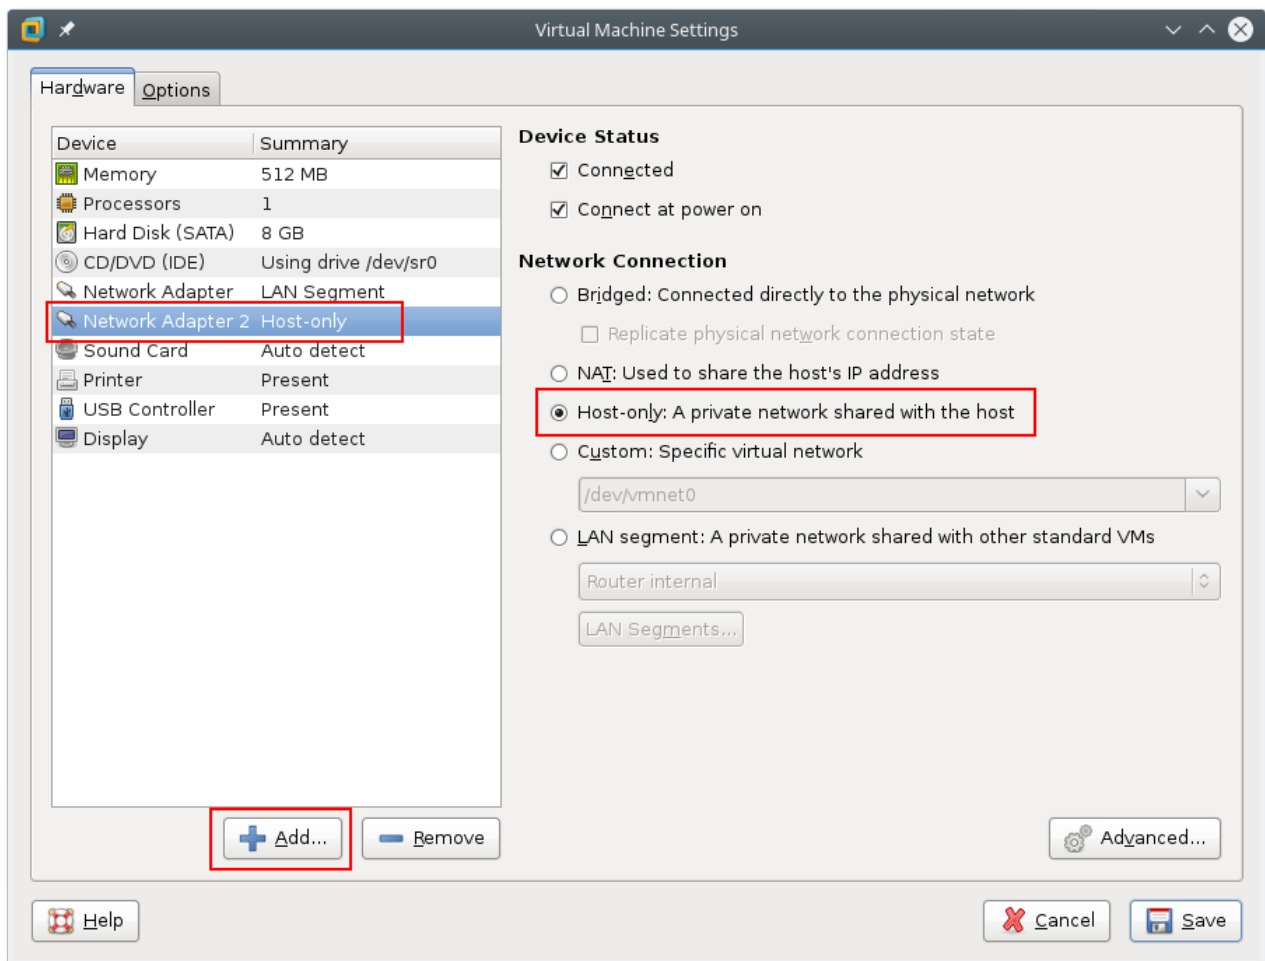 Virtual Machine Settings
Hardware
Options
Device Summary
Memory 512 MB
Processors 1
Hard Disk (SATA) 8 GB
CD/DVD (IDE) Using drive /dev/sr0
Network Adapter LAN Segment
Network Adapter 2 Host-only
Sound Card Auto detect
Printer Present
USB Controller Present
Display Auto detect
Add...
Remove
Device Status
Connected
Connect at power on
Network Connection
Bridged: Connected directly to the physical network
Replicate physical network connection state
NAT: Used to share the host's IP address
Host-only: A private network shared with the host
Custom: Specific virtual network
/dev/vmnet0
LAN segment: A private network shared with other standard VMs
Router internal
LAN Segments...
Advanced...
Help
Cancel
Save